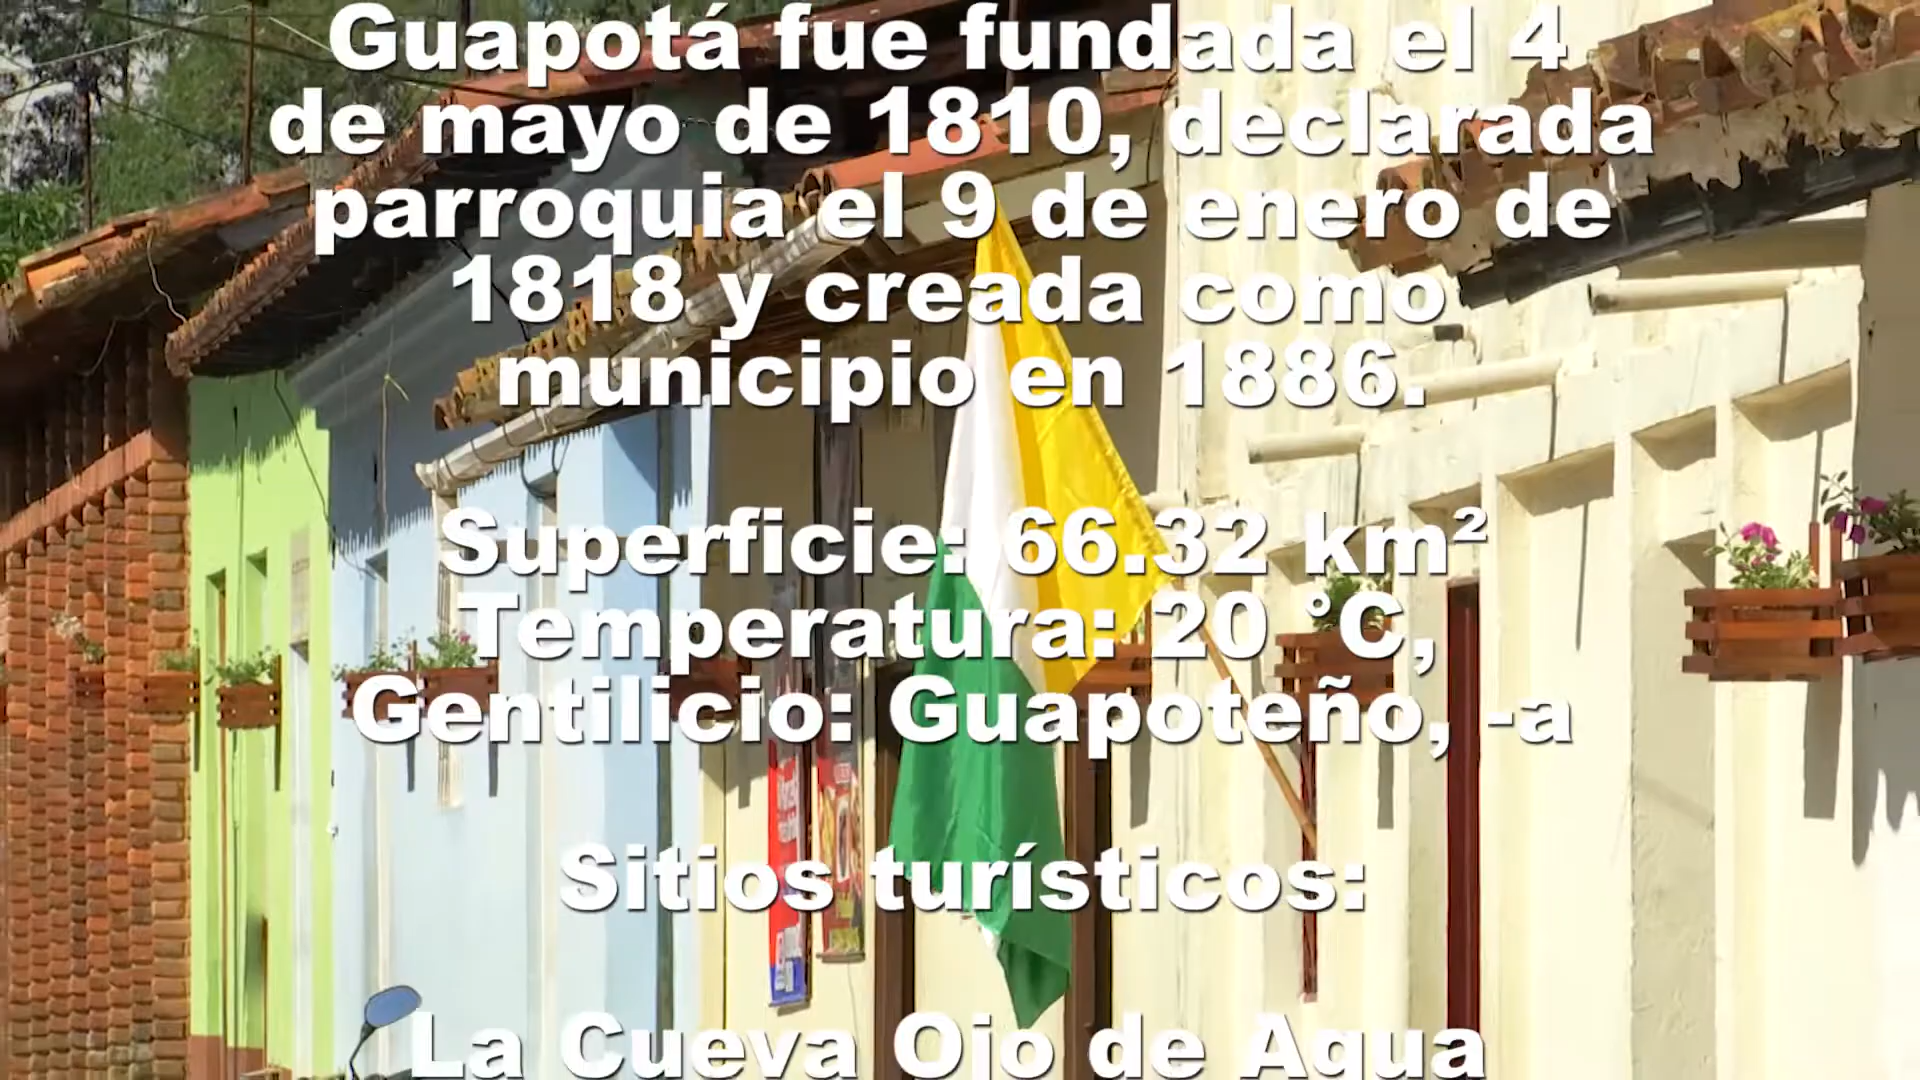 Guapotá fue fundada el 4
de mayo de 1810, declarada
parroquia el 9 de enero de
1818 y creada como
municipio en 1886.
Superficie: 66.32 km²
Temperatura: 20 °C,
Gentilicio: Guapoteño, -a
Sitios turísticos:
La Cueva Ojo de Agua